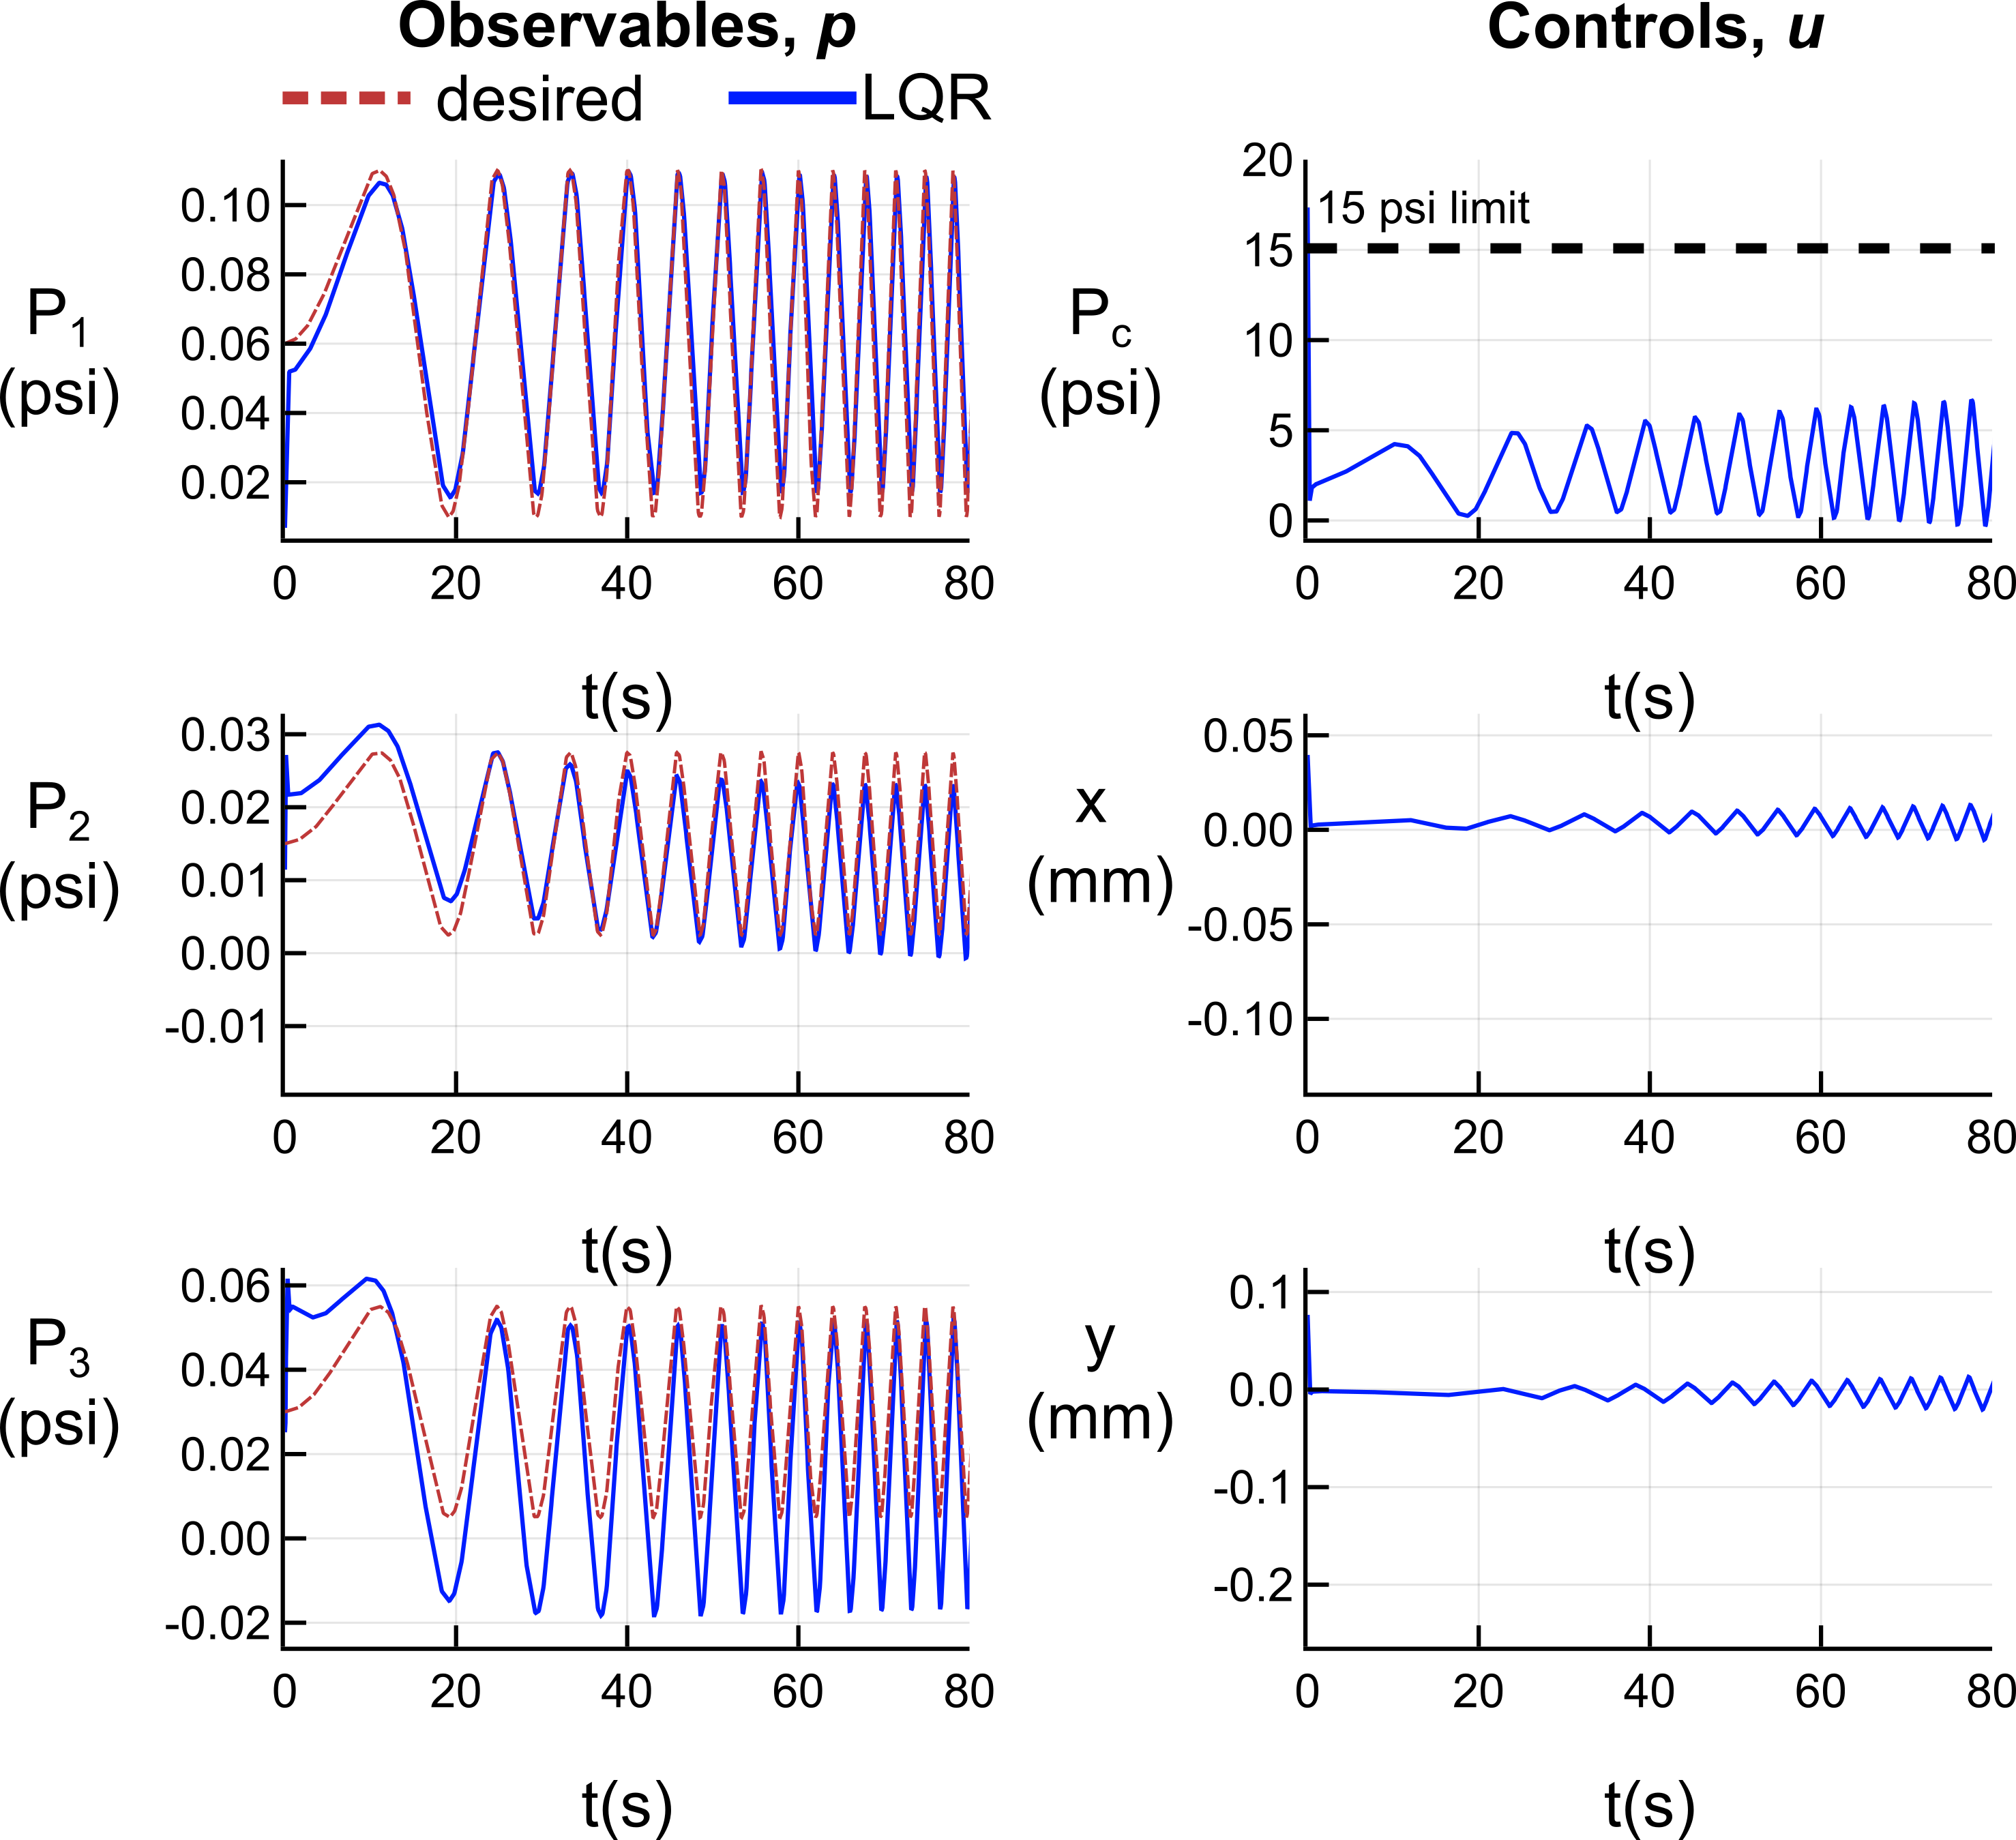 Observables, p
Controls, u
desired
LQR
P1
(psi)
0.10
0.08
0.06
0.04
0.02
0 20 40 60 80
t(s)
Pc
(psi)
20
15
10
5
0
15 psi limit
0 20 40 60 80
t(s)
P2
(psi)
0.03
0.02
0.01
0.00
-0.01
0 20 40 60 80
t(s)
x
(mm)
0.05
0.00
-0.05
-0.10
0 20 40 60 80
t(s)
P3
(psi)
0.06
0.04
0.02
0.00
-0.02
0 20 40 60 80
t(s)
y
(mm)
0.1
0.0
-0.1
-0.2
0 20 40 60 80
t(s)